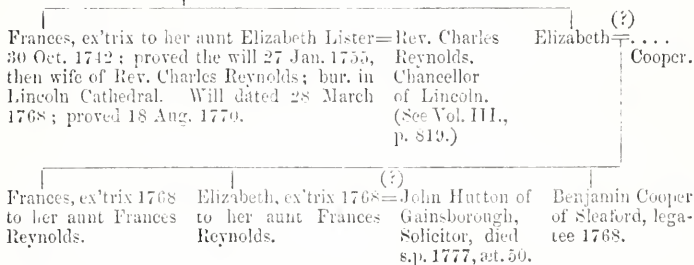 (?)
Frances, ex'trix to her aunt Elizabeth Lister=Rev. Charles
30 Oct. 1742; proved the will 27 Jan. 1755, Reynolds.
then wife of Rev. Charles Reynolds; bur. in Chancellor
Lincoln Cathedral. Will dated 28 March of Lincoln.
1768; proved 18 Aug. 1770. (See Vol. III.,
p. 819.)
Elizabeth=....
Cooper.
(?)
Frances, ex'trix 1768
to her aunt Frances
Reynolds.
Elizabeth, ex'trix 1768=John Hutton of
to her aunt Frances Gainsborough,
Reynolds. Solicitor, died
s.p. 1777, æt. 50.
Benjamin Cooper
of Sleaford, lega-
tee 1768.